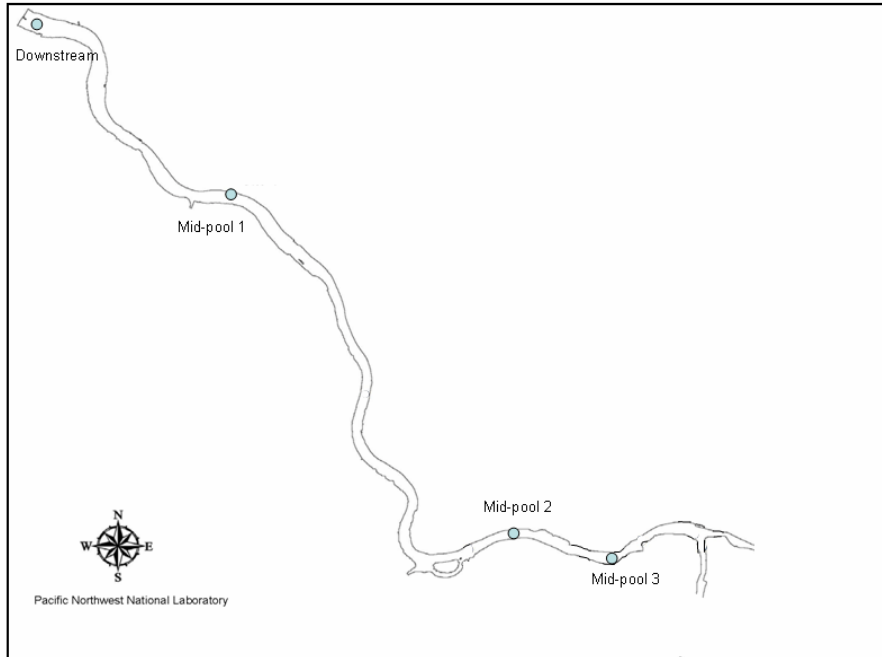 Downstream
Mid-pool 1
Mid-pool 2
Mid-pool 3
N
W E
S
Pacific Northwest National Laboratory